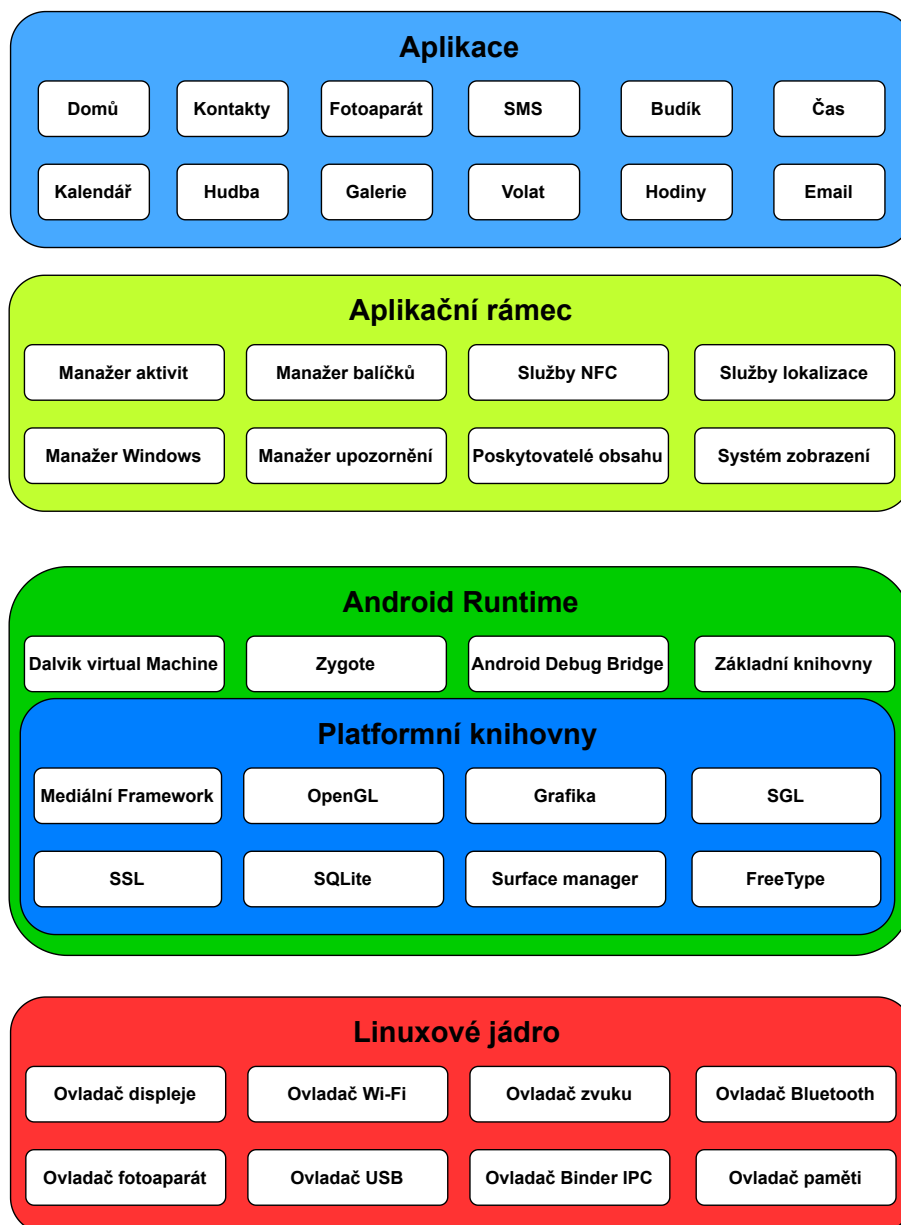 Aplikace
Domů
Kontakty
Fotoaparát
SMS
Budík
Čas
Kalendář
Hudba
Galerie
Volat
Hodiny
Email
Aplikační rámec
Manažer aktivit
Manažer balíčků
Služby NFC
Služby lokalizace
Manažer Windows
Manažer upozornění
Poskytovatelé obsahu
Systém zobrazení
Android Runtime
Dalvik virtual Machine
Zygote
Android Debug Bridge
Základní knihovny
Platformní knihovny
Mediální Framework
OpenGL
Grafika
SGL
SSL
SQLite
Surface manager
FreeType
Linuxové jádro
Ovladač displeje
Ovladač Wi-Fi
Ovladač zvuku
Ovladač Bluetooth
Ovladač fotoaparát
Ovladač USB
Ovladač Binder IPC
Ovladač paměti